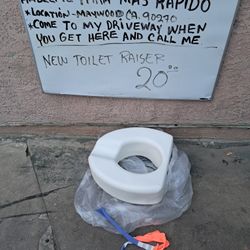 PARA MAS RAPIDO
*LOCATION-MAYWOOD CA. 90270
*COME TO MY DRIVEWAY WHEN
YOU GET HERE AND CALL ME
NEW TOILET RAISER
20.00